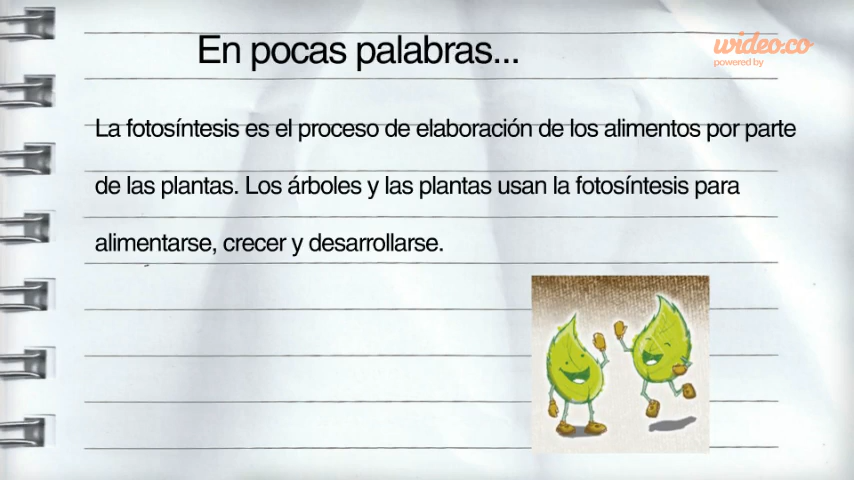 En pocas palabras...
wideo.co
powered by
La fotosíntesis es el proceso de elaboración de los alimentos por parte
de las plantas. Los árboles y las plantas usan la fotosíntesis para
alimentarse, crecer y desarrollarse.